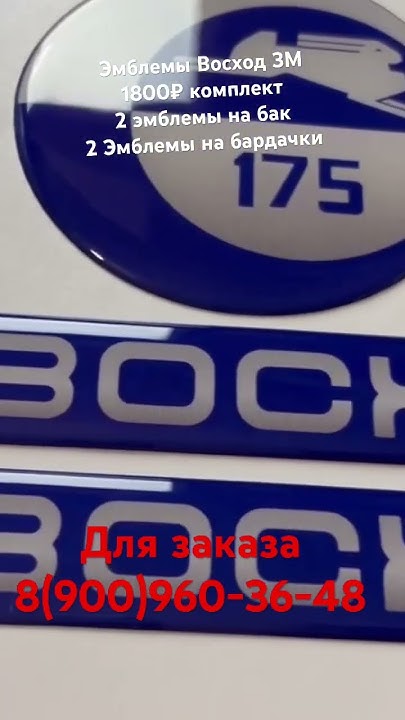 Эмблемы Восход 3М
1800₽ комплект
2 эмблемы на бак
2 Эмблемы на бардачки
175
ВОСХ
ВОСХ
Для заказа
8(900)960-36-48